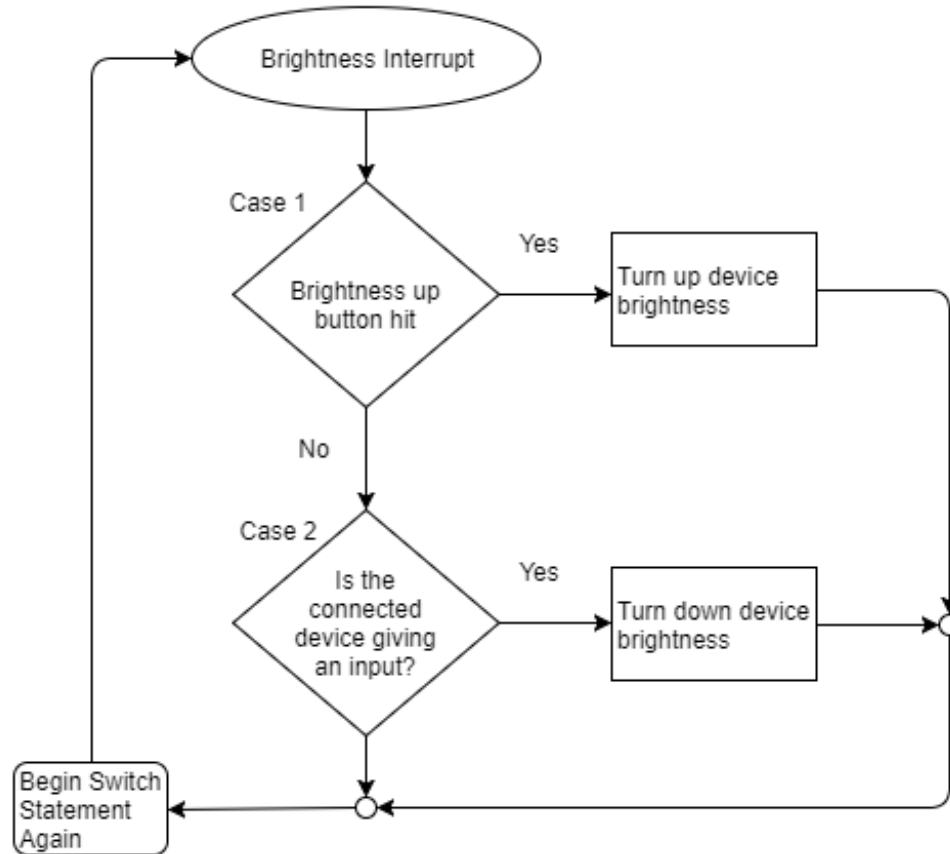 Brightness Interrupt
Case 1
Yes
Brightness up
button hit
Turn up device
brightness
No
Case 2
Yes
Is the
connected
device giving
an input?
Turn down device
brightness
Begin Switch
Statement
Again